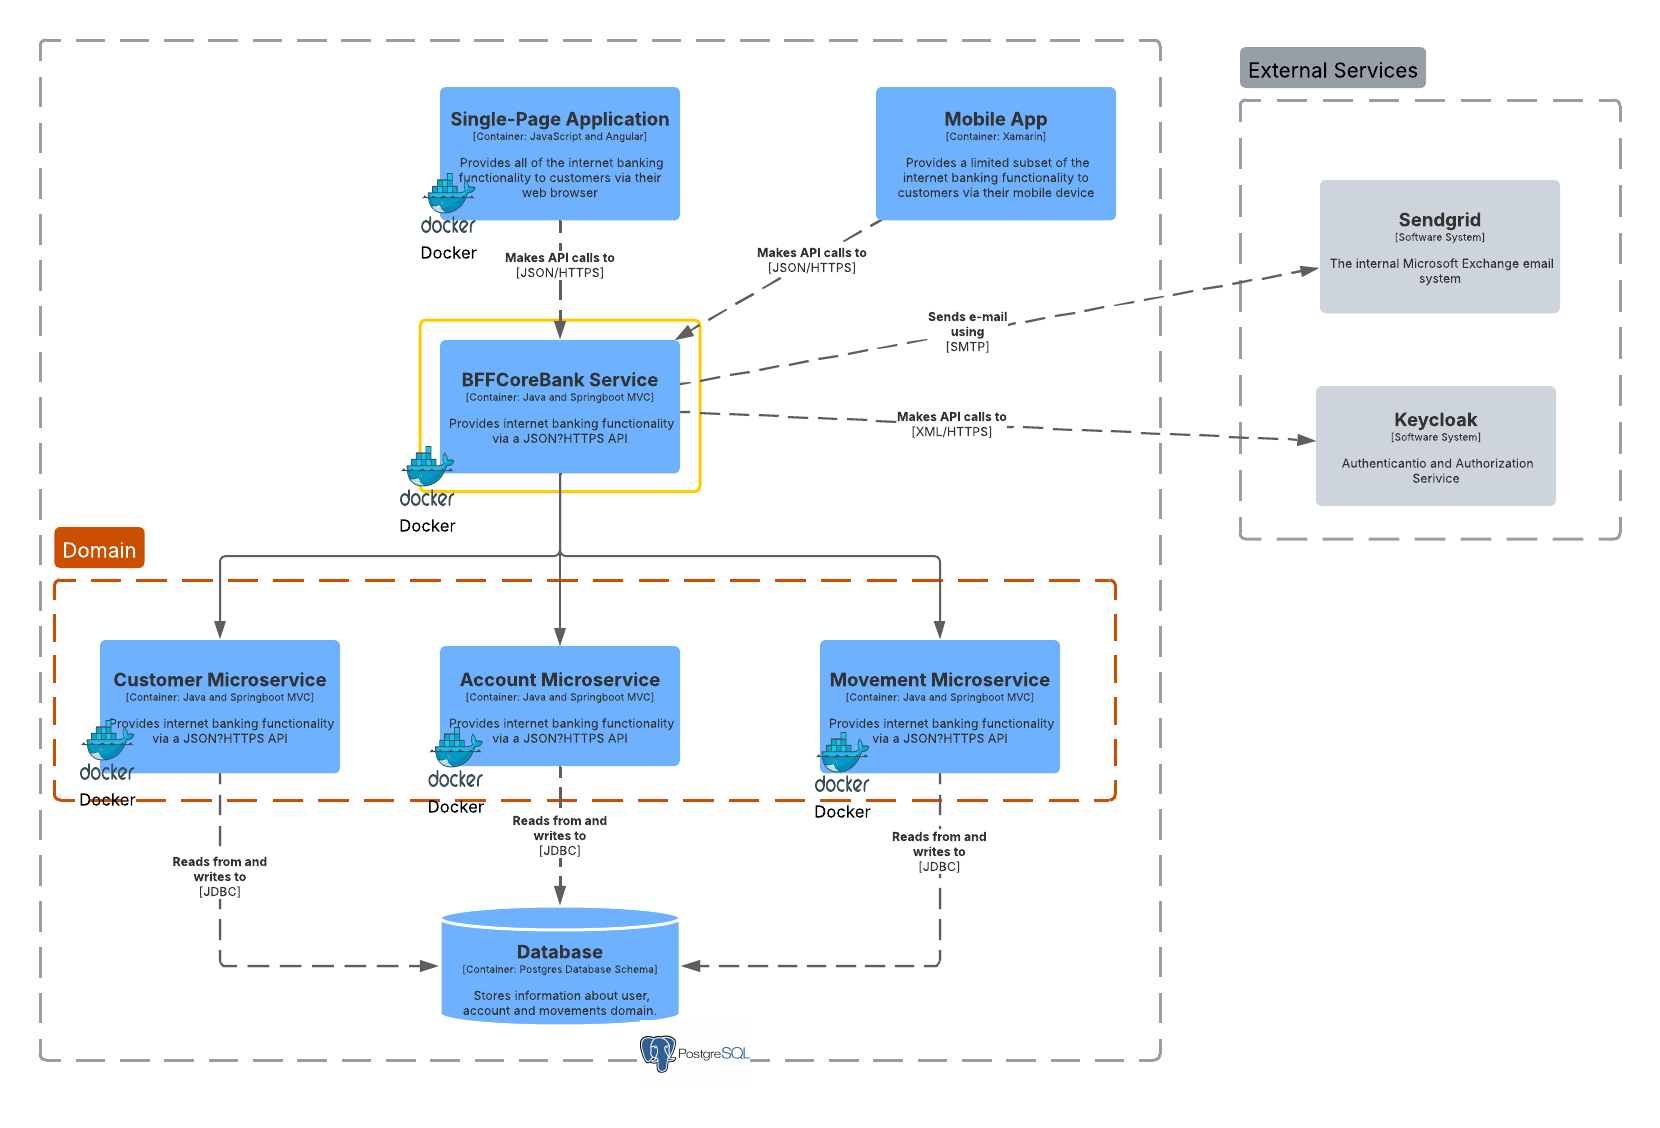 External Services
Single-Page Application
[Container: JavaScript and Angular]
Provides all of the internet banking
functionality to customers via their
web browser
docker
Docker
Mobile App
[Container: Xamarin]
Provides a limited subset of the
internet banking functionality to
customers via their mobile device
Makes API calls to
[JSON/HTTPS]
Makes API calls to
[JSON/HTTPS]
Sendgrid
[Software System]
The internal Microsoft Exchange email
system
Sends e-mail
using
[SMTP]
BFFCoreBank Service
[Container: Java and Springboot MVC]
Provides internet banking functionality
via a JSON?HTTPS API
docker
Docker
Makes API calls to
[XML/HTTPS]
Keycloak
[Software System]
Authenticantio and Authorization
Serivice
Domain
Customer Microservice
[Container: Java and Springboot MVC]
Provides internet banking functionality
via a JSON?HTTPS API
docker
Docker
Account Microservice
[Container: Java and Springboot MVC]
Provides internet banking functionality
via a JSON?HTTPS API
docker
Docker
Movement Microservice
[Container: Java and Springboot MVC]
Provides internet banking functionality
via a JSON?HTTPS API
docker
Docker
Reads from and
writes to
[JDBC]
Reads from and
writes to
[JDBC]
Reads from and
writes to
[JDBC]
Database
[Container: Postgres Database Schema]
Stores information about user,
account and movements domain.
PostgreSQL